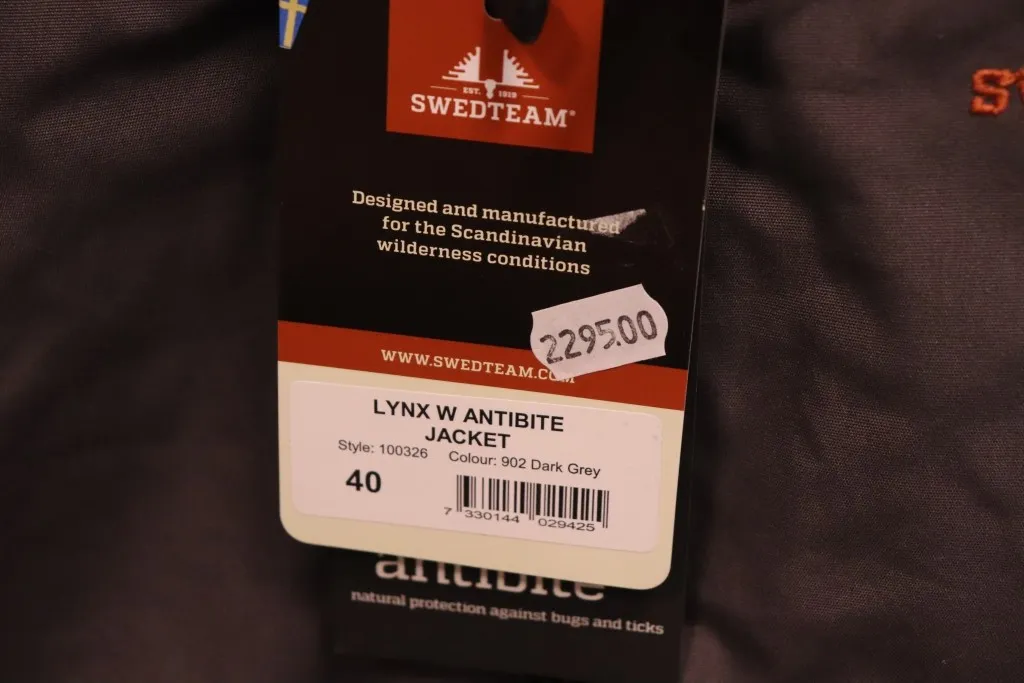 EST. 1919
SWEDTEAM®
Designed and manufactured
for the Scandinavian
wilderness conditions
2295.00
WWW.SWEDTEAM.COM
LYNX W ANTIBITE
JACKET
Style: 100326 Colour: 902 Dark Grey
40
7 330144 029425
antibite
natural protection against bugs and ticks